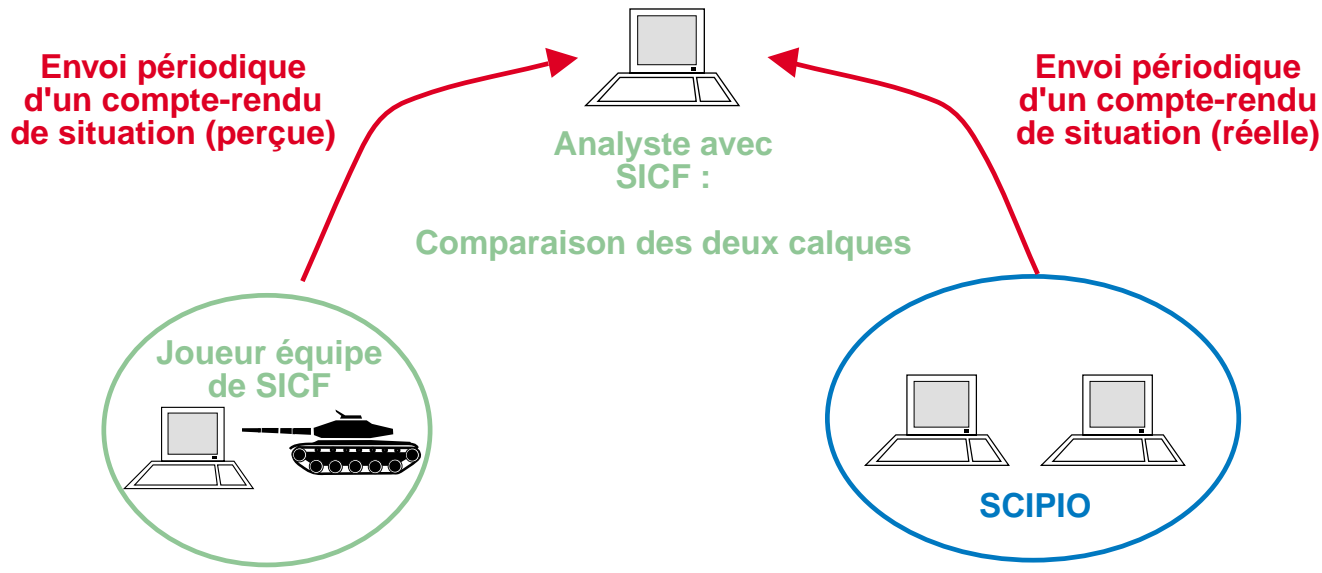 Envoi périodique
d'un compte-rendu
de situation (perçue)
Envoi périodique
d'un compte-rendu
de situation (réelle)
Analyste avec
SICF :
Comparaison des deux calques
Joueur équipe
de SICF
SCIPIO